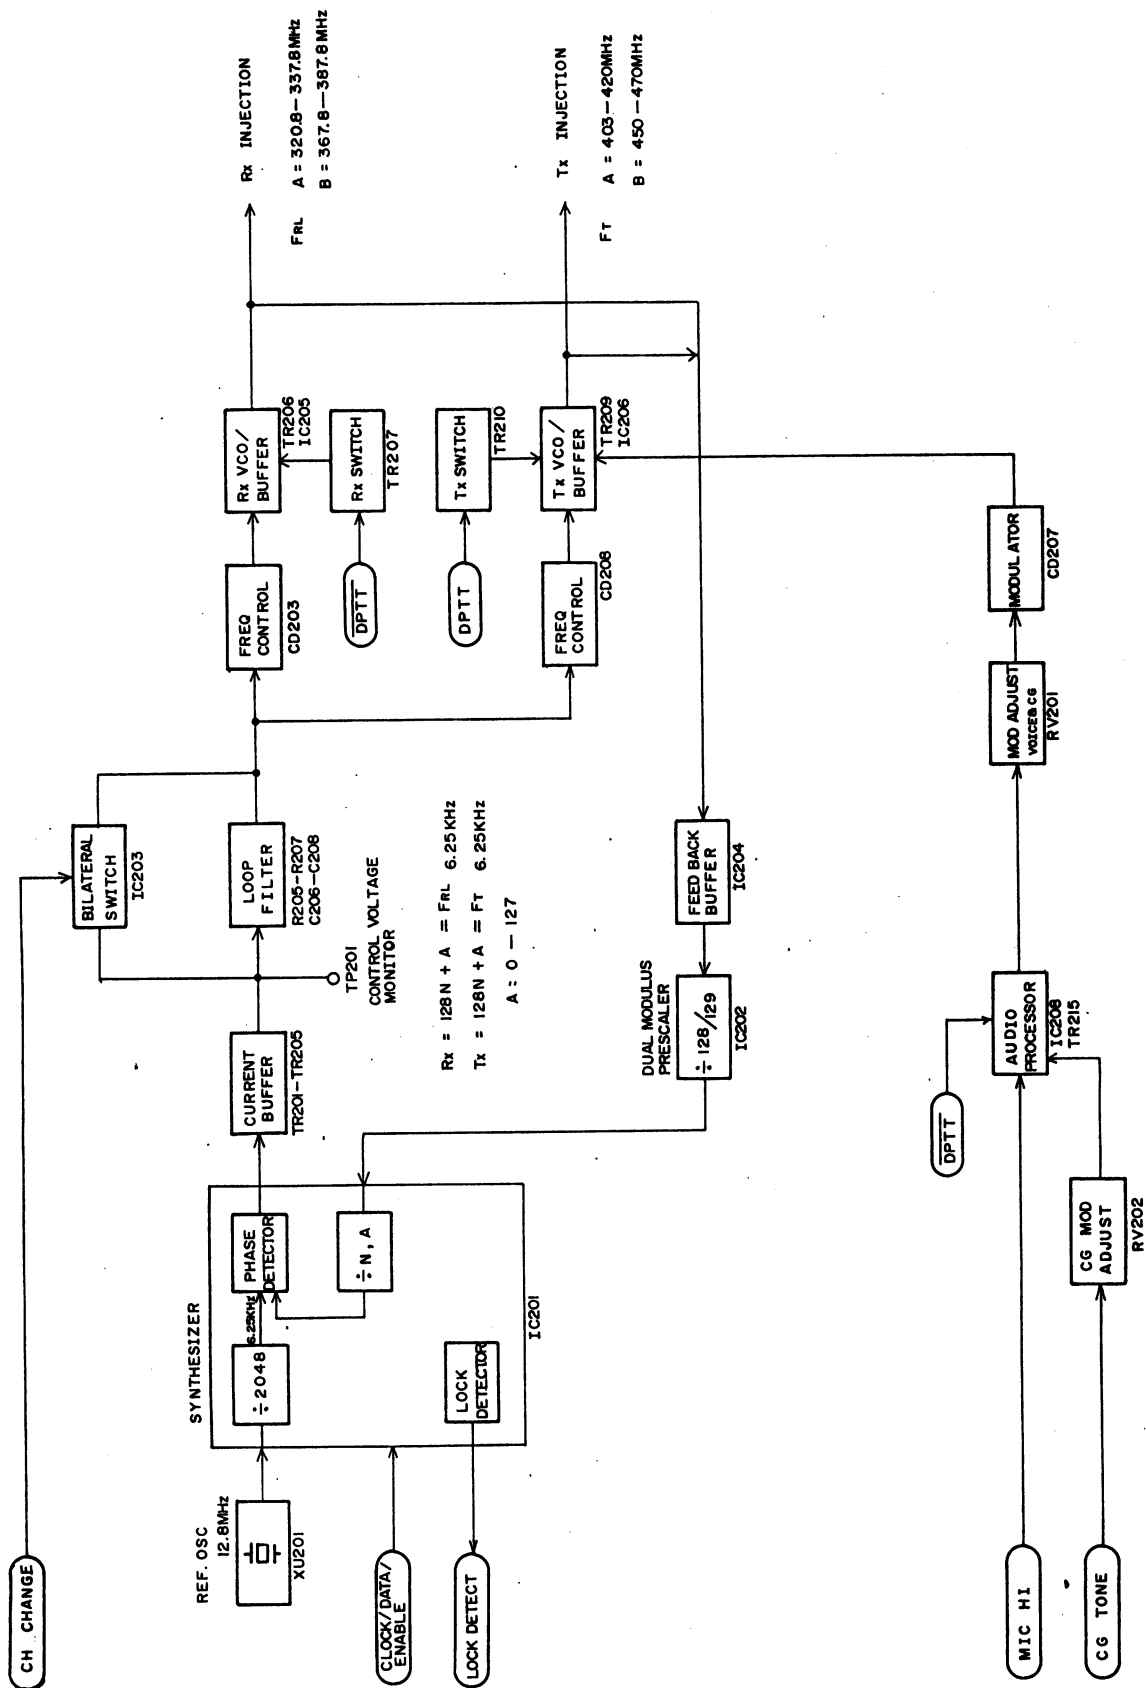 CH CHANGE
BILATERAL
SWITCH
IC203
REF. OSC
12.8MHz
XU201
SYNTHESIZER
÷2048
6.25KHz
PHASE
DETECTOR
÷N, A
LOCK
DETECTOR
IC201
CLOCK/DATA/
ENABLE
LOCK DETECT
CURRENT
BUFFER
TR201-TR205
TP201
CONTROL VOLTAGE
MONITOR
LOOP
FILTER
R205-R207
C206-C208
Rx = 128N + A = FRL 6.25KHz
Tx = 128N + A = FT 6.25KHz
A : 0 - 127
FREQ
CONTROL
CD203
Rx VCO/
BUFFER
TR206
IC205
DPTT
Rx SWITCH
TR207
DPTT
Tx SWITCH
TR210
FREQ
CONTROL
CD208
Tx VCO/
BUFFER
TR209
IC206
Rx INJECTION
FRL A = 320.8-337.8MHz
B = 367.8-387.8MHz
Tx INJECTION
FT A = 403-420MHz
B = 450-470MHz
DUAL MODULUS
PRESCALER
÷128/129
IC202
FEED BACK
BUFFER
IC204
MIC HI
CG TONE
CG MOD
ADJUST
RV202
DPTT
AUDIO
PROCESSOR
IC208
TR215
MOD ADJUST
VOICE&CG
RV201
MODULATOR
CD207